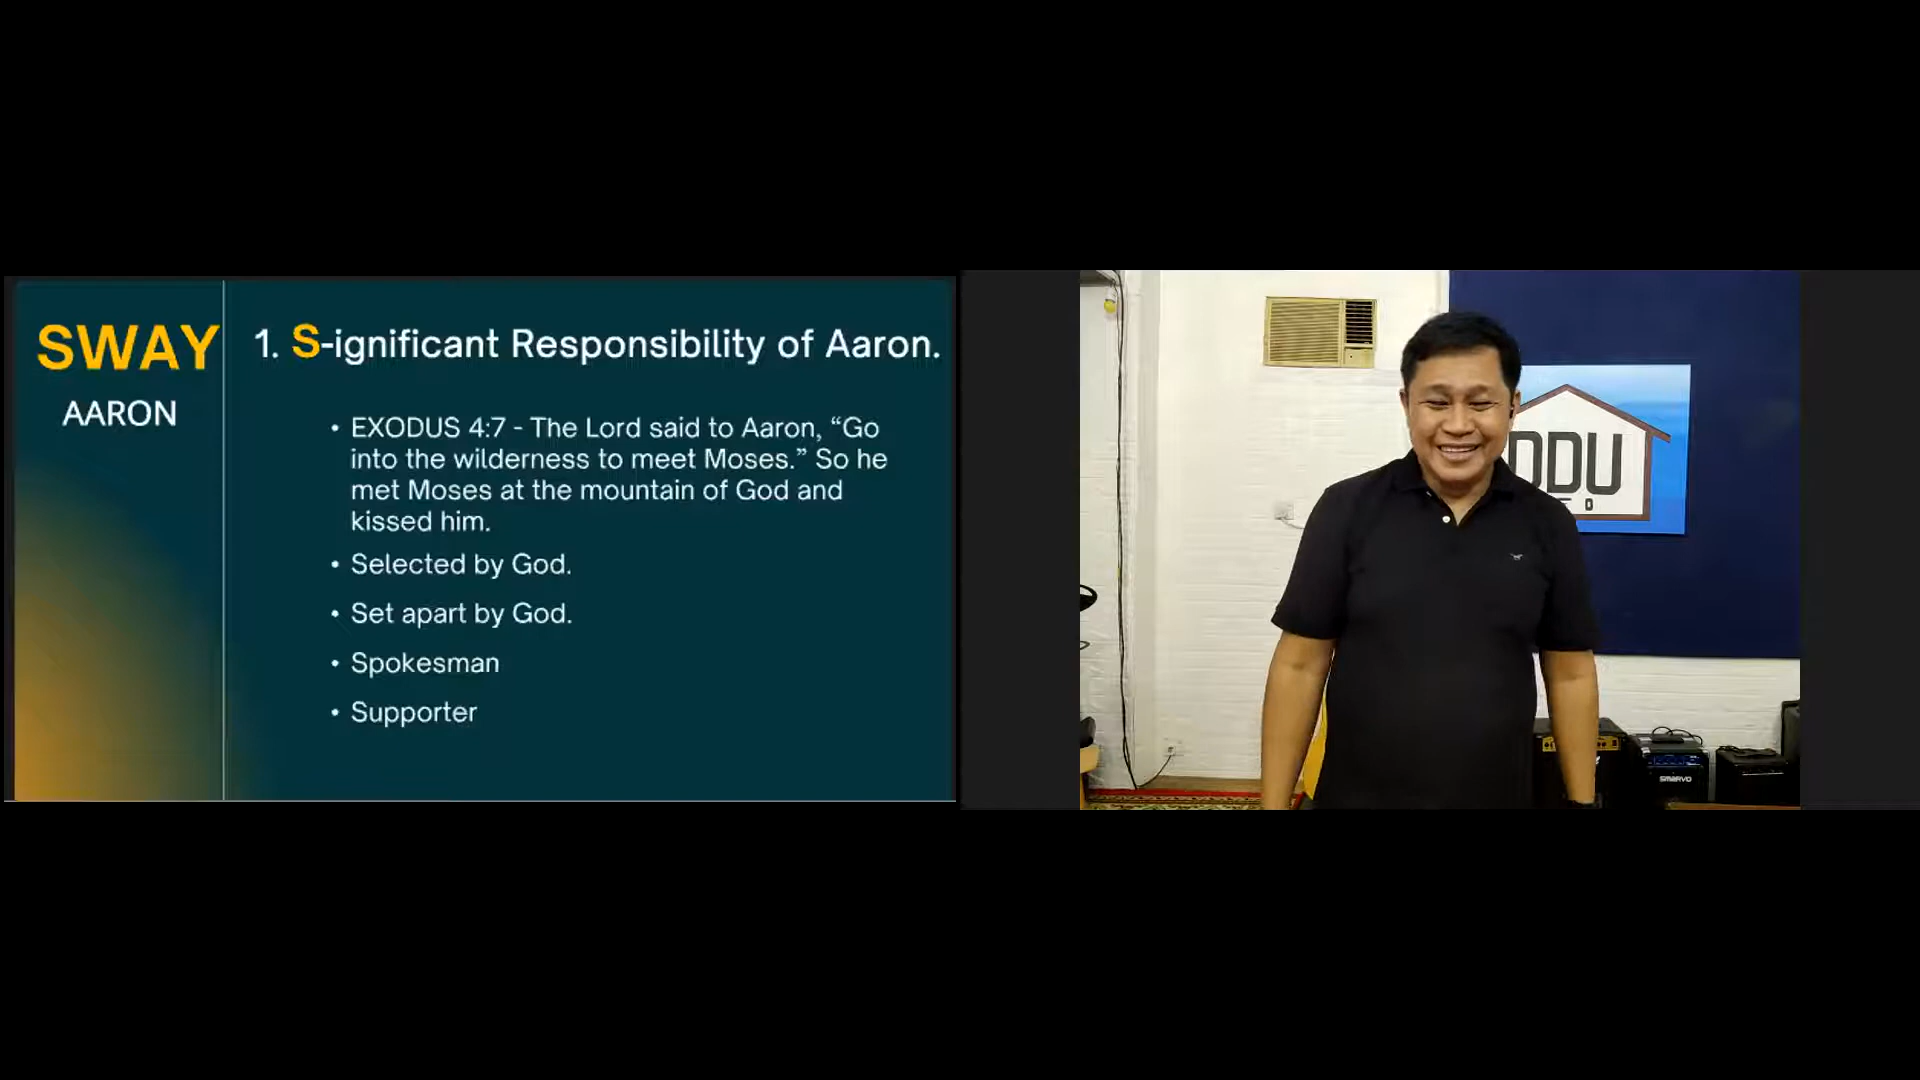 SWAY
AARON
1. S-ignificant Responsibility of Aaron.
• EXODUS 4:7 - The Lord said to Aaron, “Go
into the wilderness to meet Moses.” So he
met Moses at the mountain of God and
kissed him.
• Selected by God.
• Set apart by God.
• Spokesman
• Supporter
SMARVO